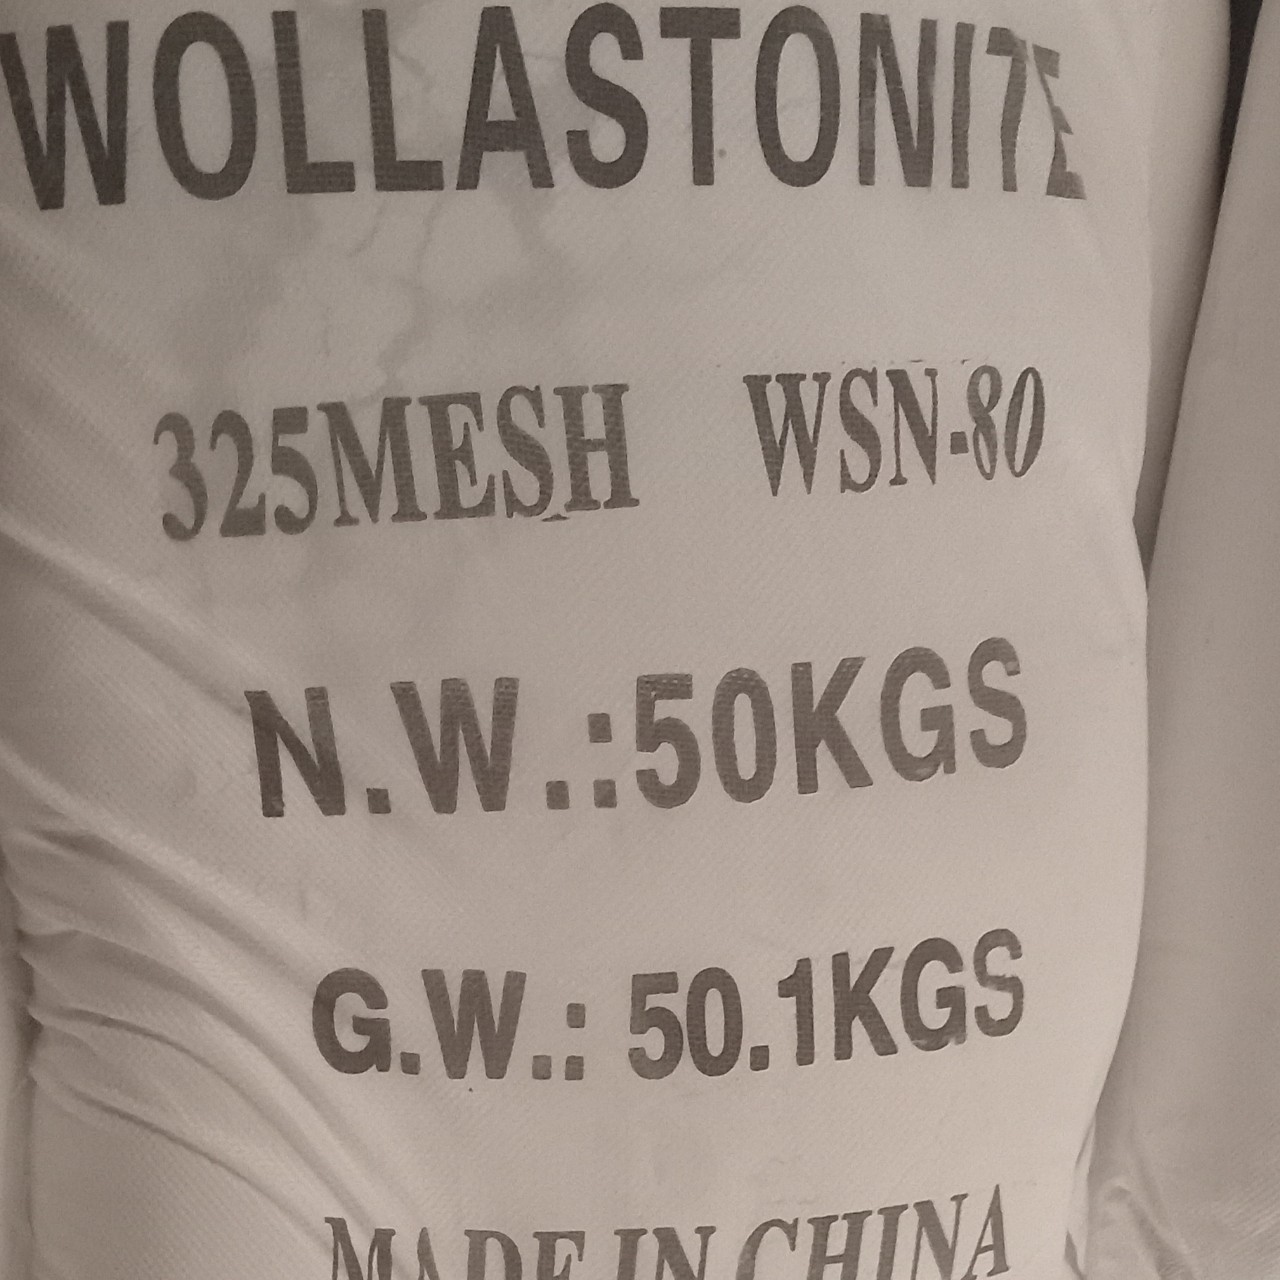 WOLLASTONITE
325MESH WSN-80
N.W.:50KGS
G.W.: 50.1KGS
MADE IN CHINA